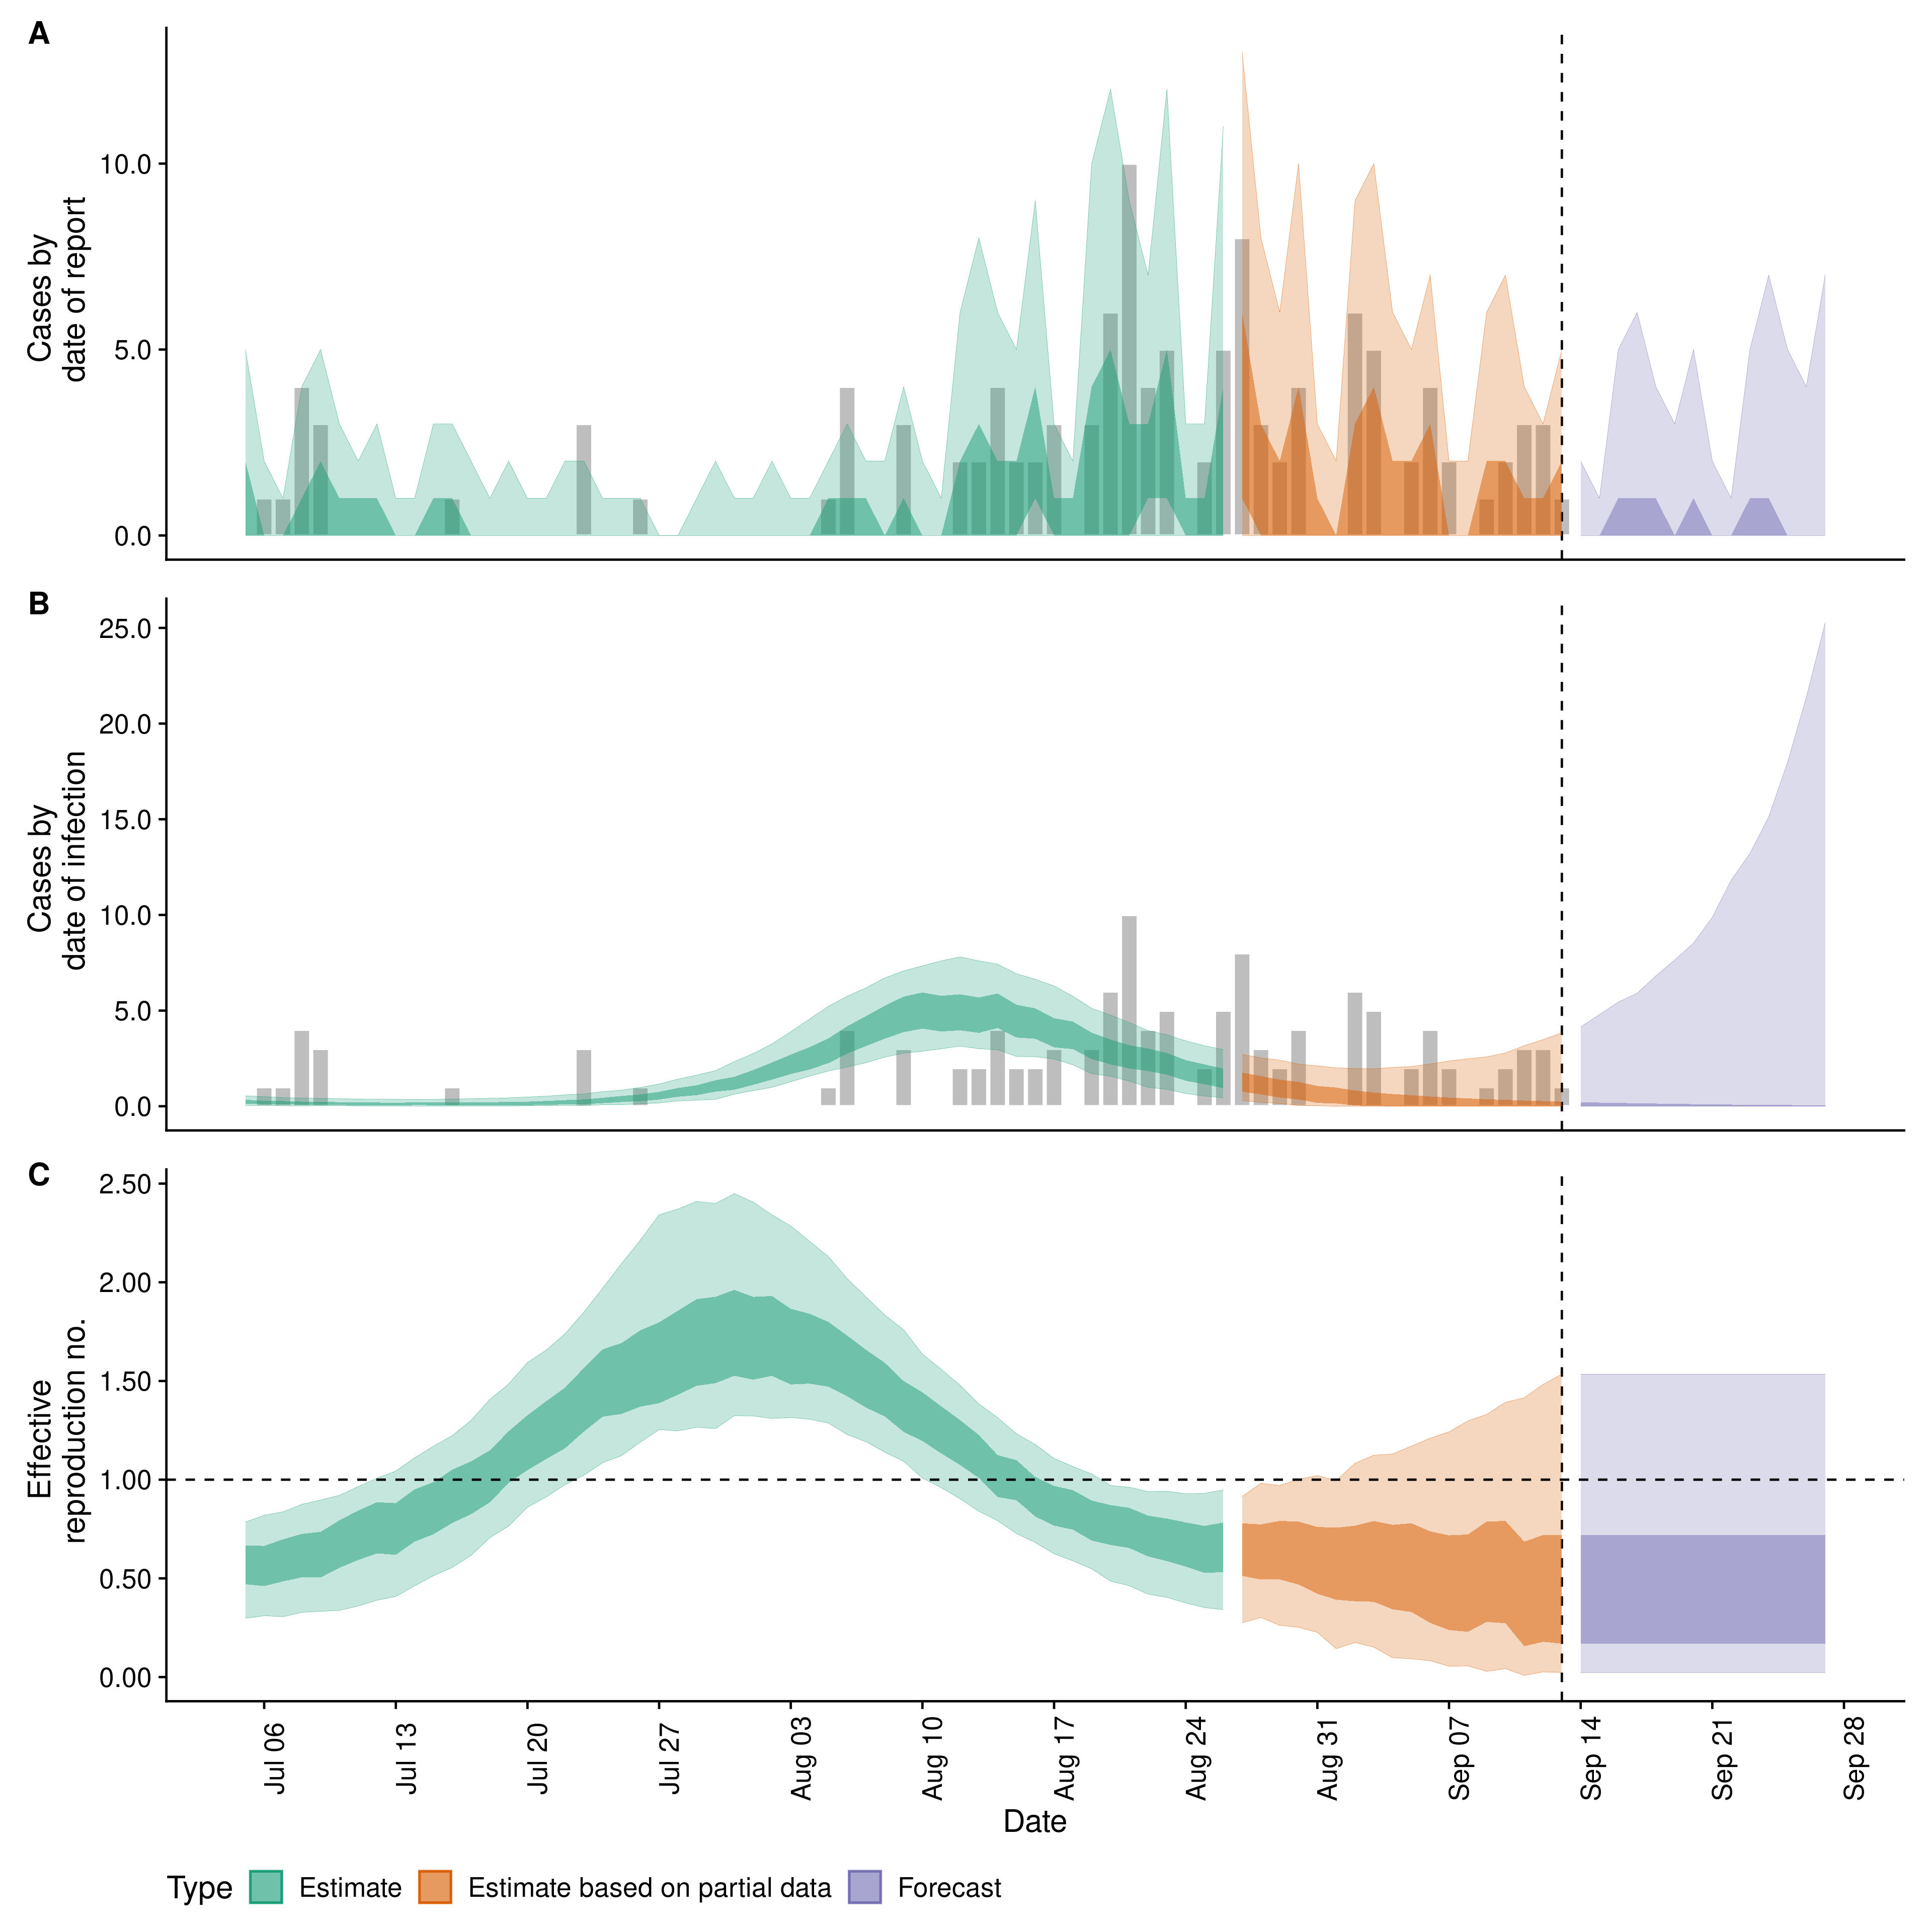 A
Cases by
date of report
10.0
5.0
0.0
B
Cases by
date of infection
25.0
20.0
15.0
10.0
5.0
0.0
C
Effective
reproduction no.
2.50
2.00
1.50
1.00
0.50
0.00
Jul 06
Jul 13
Jul 20
Jul 27
Aug 03
Aug 10
Aug 17
Aug 24
Aug 31
Sep 07
Sep 14
Sep 21
Sep 28
Date
Type
Estimate
Estimate based on partial data
Forecast